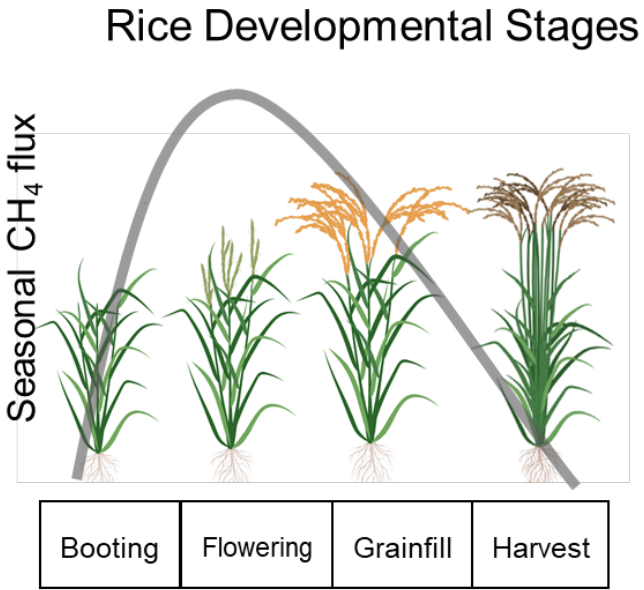 Rice Developmental Stages
Seasonal CH₄ flux
Booting
Flowering
Grainfill
Harvest